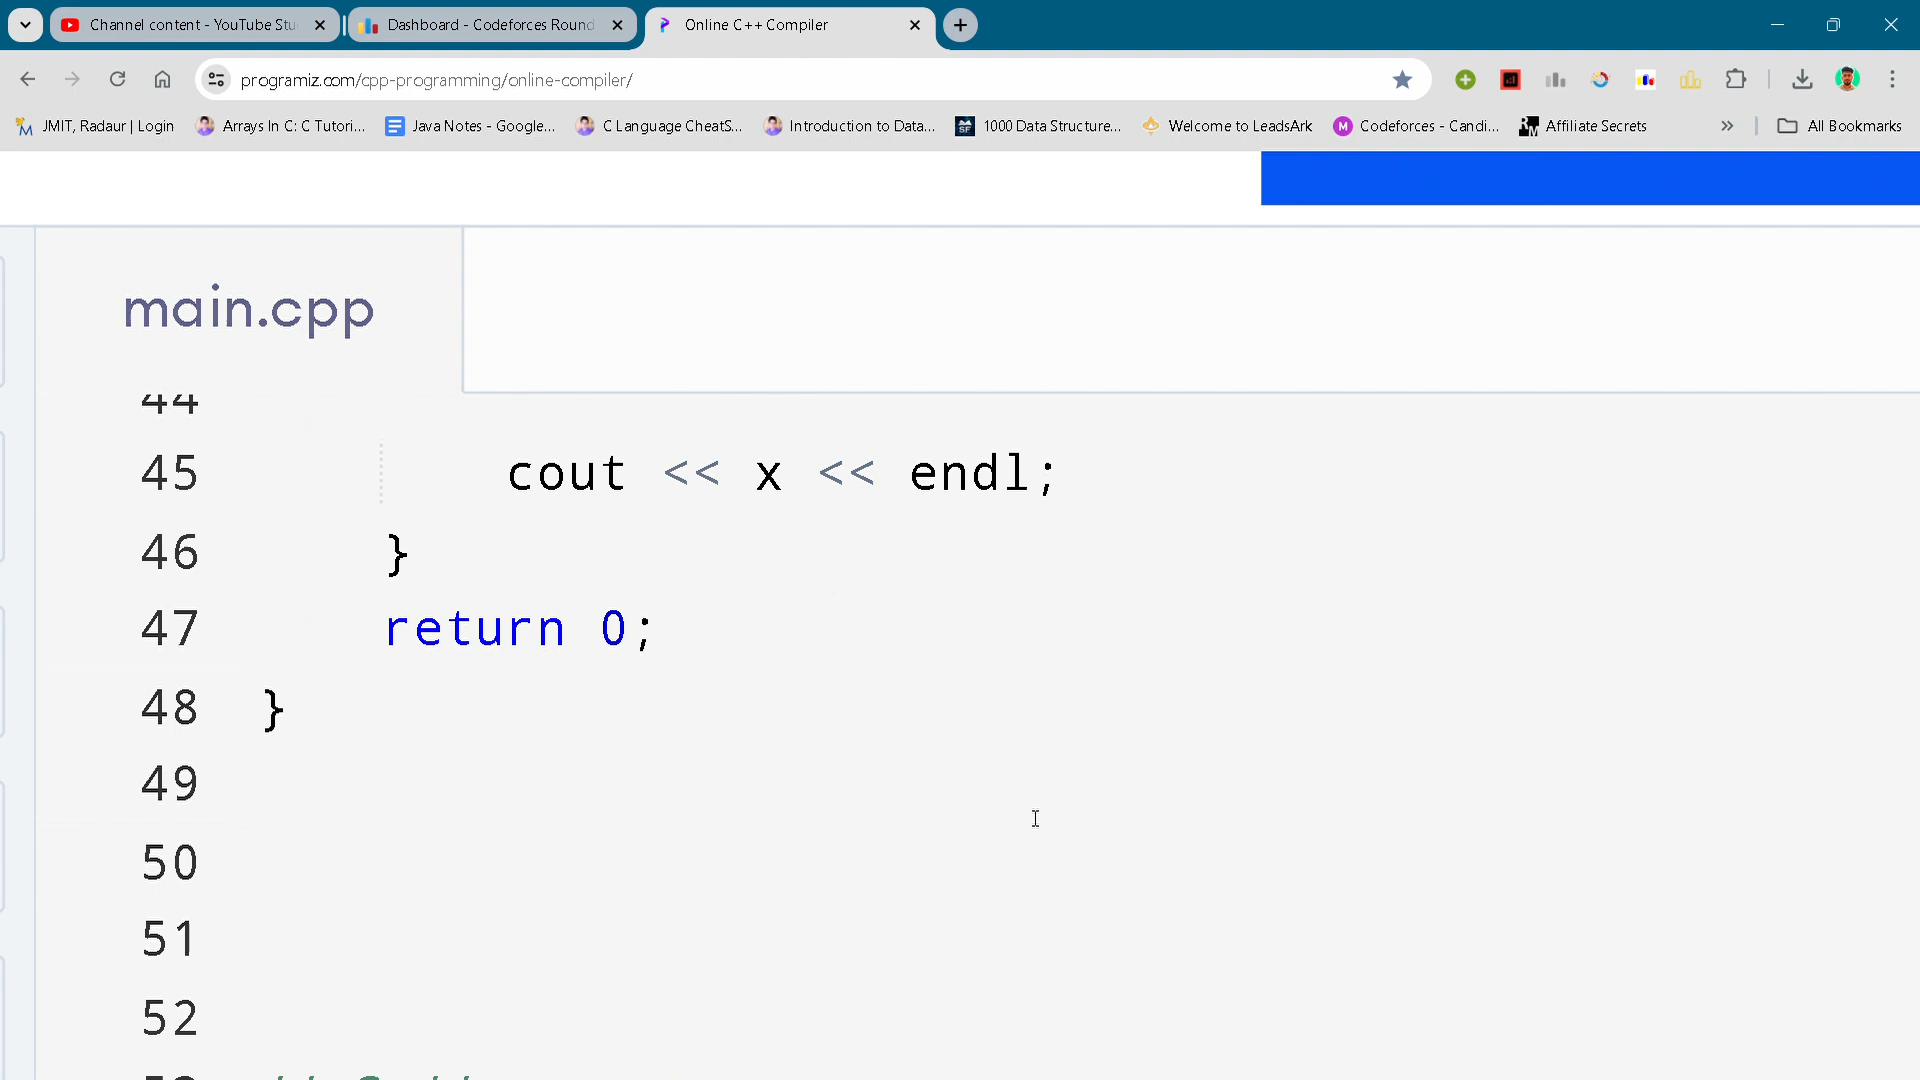 Channel content - YouTube Stu
Dashboard - Codeforces Round
Online C++ Compiler
programiz.com/cpp-programming/online-compiler/
JMIT, Radaur | Login
Arrays In C: C Tutori...
Java Notes - Google...
C Language CheatS...
Introduction to Data...
1000 Data Structure...
Welcome to LeadsArk
Codeforces - Candi...
Affiliate Secrets
All Bookmarks
main.cpp
44
45 cout << x << endl;
46 }
47 return 0;
48 }
49
50
51
52